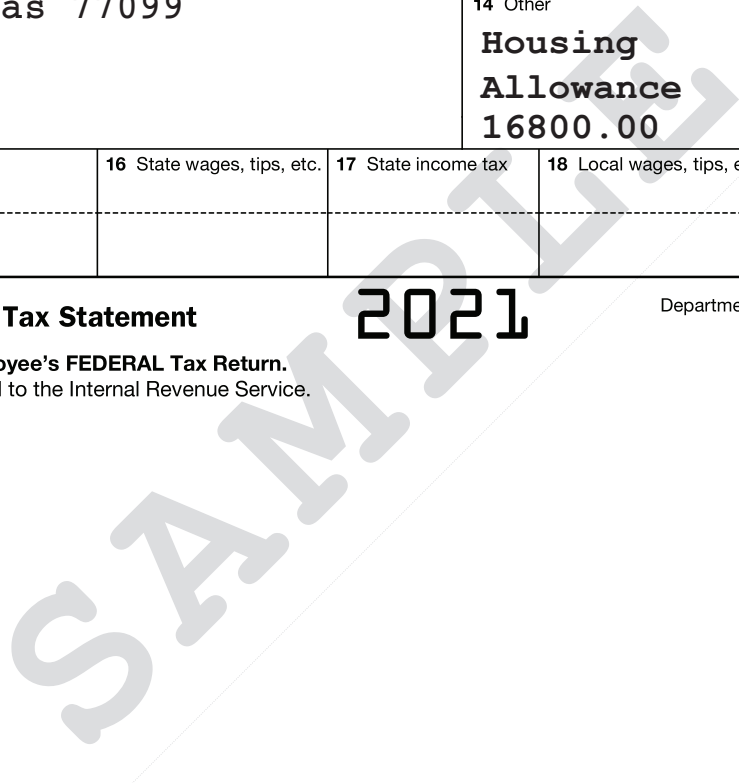 as 77099
14 Other
Housing
Allowance
16800.00
16 State wages, tips, etc. 17 State income tax 18 Local wages, tips, e
Tax Statement 2021 Departme
oyee’s FEDERAL Tax Return.
l to the Internal Revenue Service.
SAMPLE